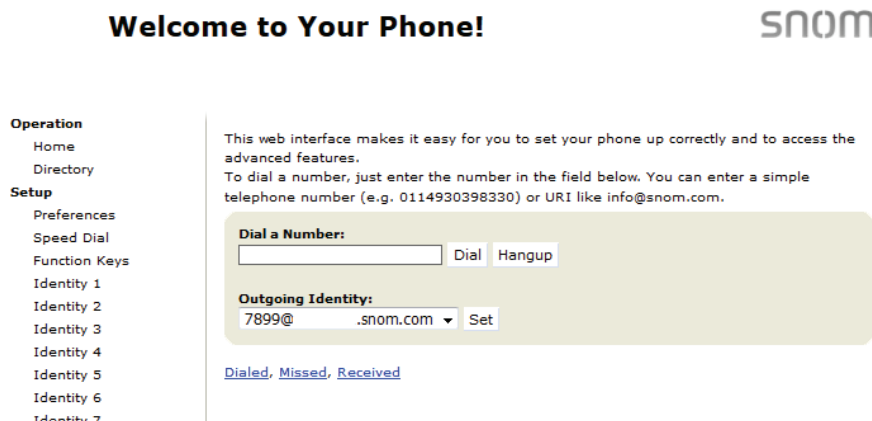 Welcome to Your Phone!
snom
Operation
Home
Directory
Setup
Preferences
Speed Dial
Function Keys
Identity 1
Identity 2
Identity 3
Identity 4
Identity 5
Identity 6
Identity 7
This web interface makes it easy for you to set your phone up correctly and to access the
advanced features.
To dial a number, just enter the number in the field below. You can enter a simple
telephone number (e.g. 0114930398330) or URI like info@snom.com.
Dial a Number:
Dial Hangup
Outgoing Identity:
7899@ .snom.com Set
Dialed, Missed, Received